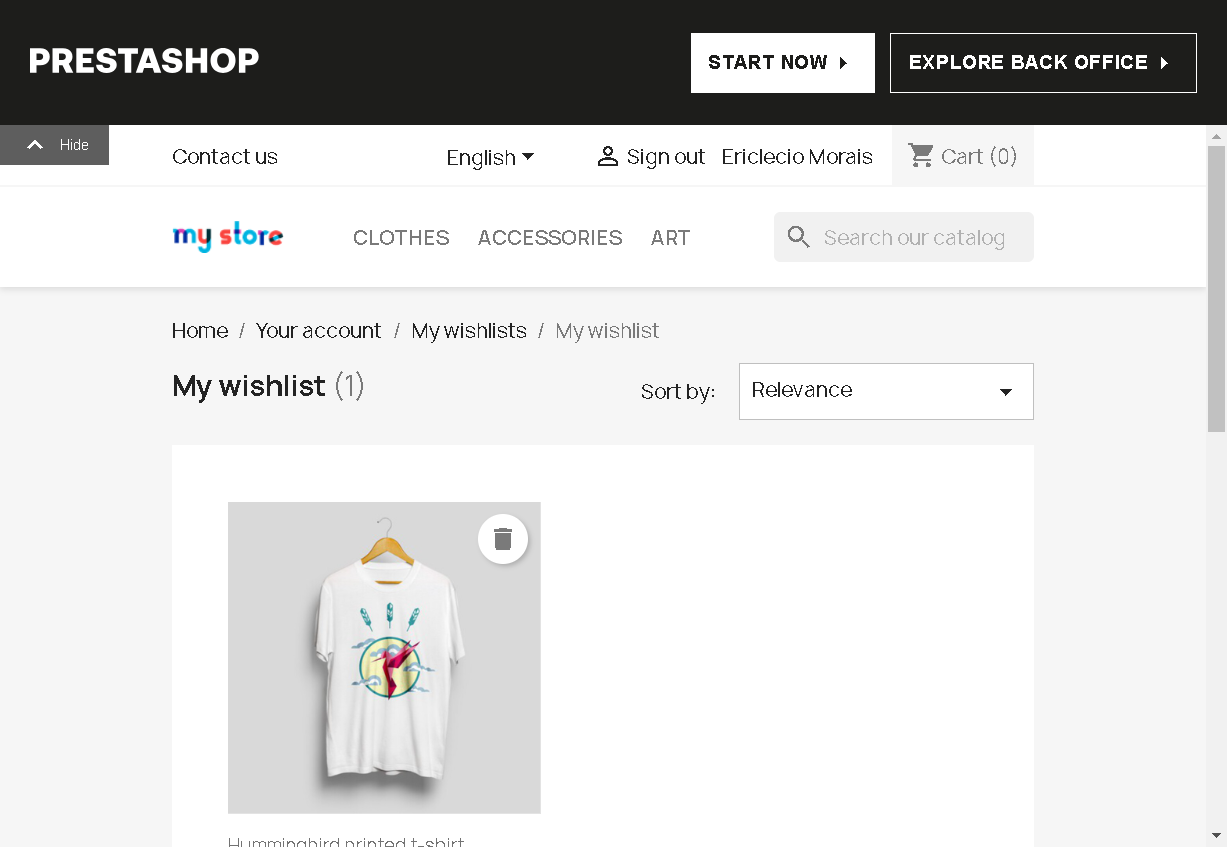 PRESTASHOP
START NOW
EXPLORE BACK OFFICE
Hide
Contact us
English
Sign out
Ericlecio Morais
Cart (0)
my store
CLOTHES
ACCESSORIES
ART
Search our catalog
Home / Your account / My wishlists / My wishlist
My wishlist (1)
Sort by:
Relevance
Hummingbird printed t-shirt